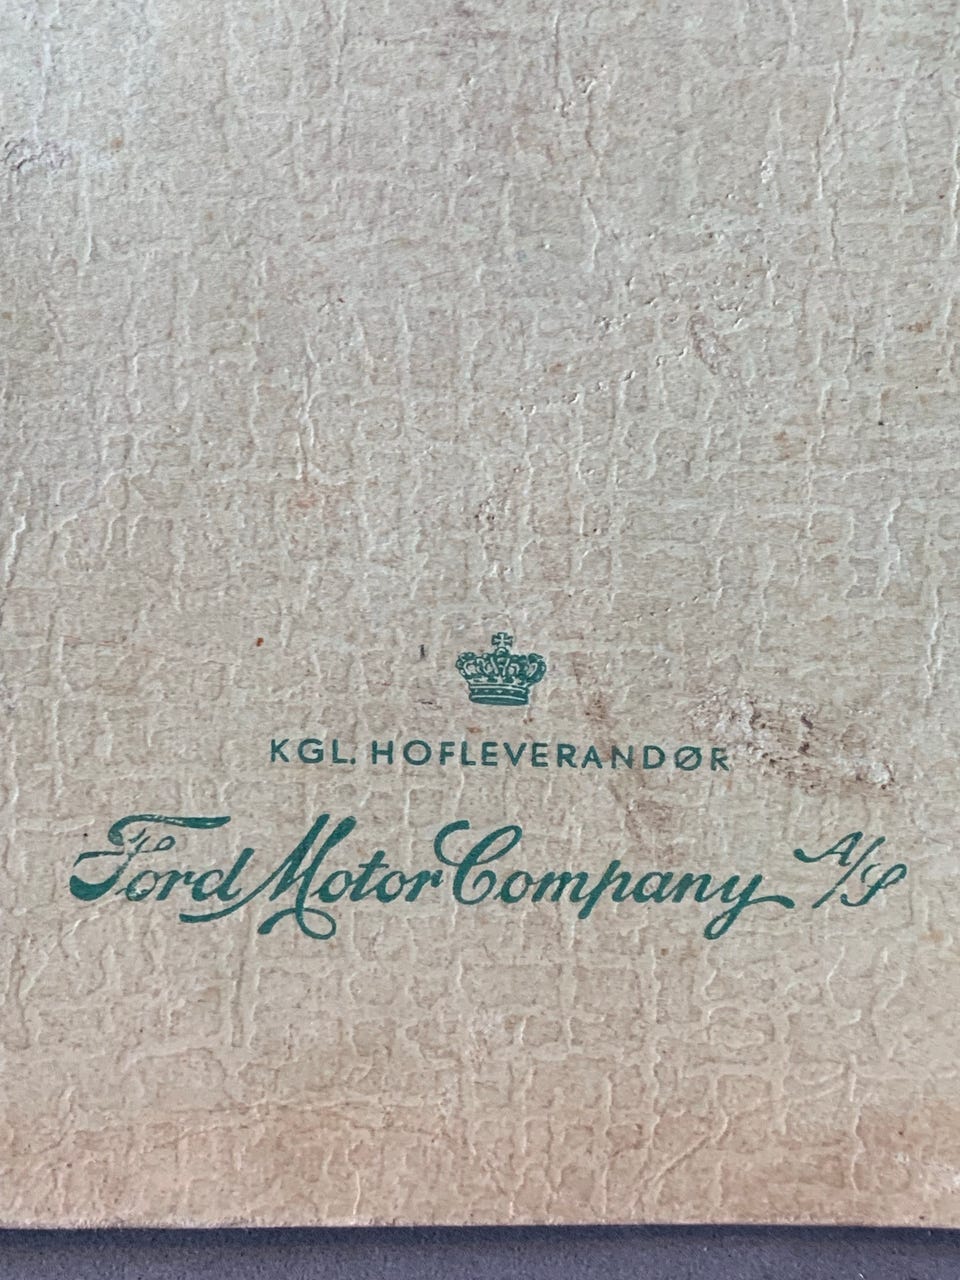 KGL. HOFLEVERANDØR
Ford Motor Company A/S